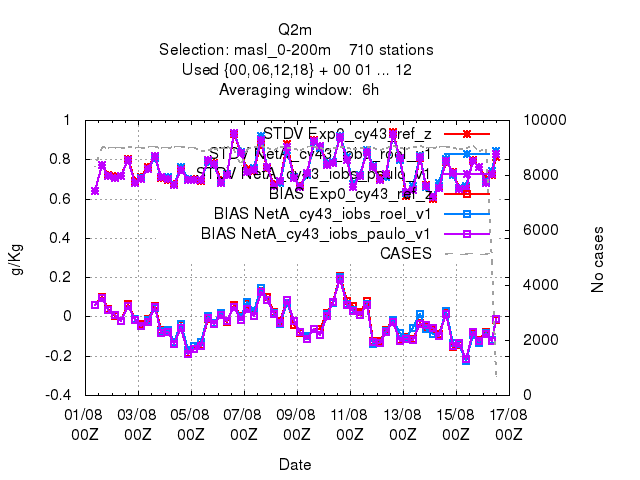 Q2m
Selection: masl_0-200m 710 stations
Used {00,06,12,18} + 00 01 ... 12
Averaging window: 6h
1
0.8
0.6
0.4
0.2
0
-0.2
-0.4
g/Kg
10000
8000
6000
4000
2000
0
No cases
STDV Exp0_cy43_ref_z
STDV NetA_cy43_iobs_roel_v1
STDV NetA_cy43_iobs_paulo_v1
BIAS Exp0_cy43_ref_z
BIAS NetA_cy43_iobs_roel_v1
BIAS NetA_cy43_iobs_paulo_v1
CASES
01/08 03/08 05/08 07/08 09/08 11/08 13/08 15/08 17/08
00Z 00Z 00Z 00Z 00Z 00Z 00Z 00Z 00Z
Date